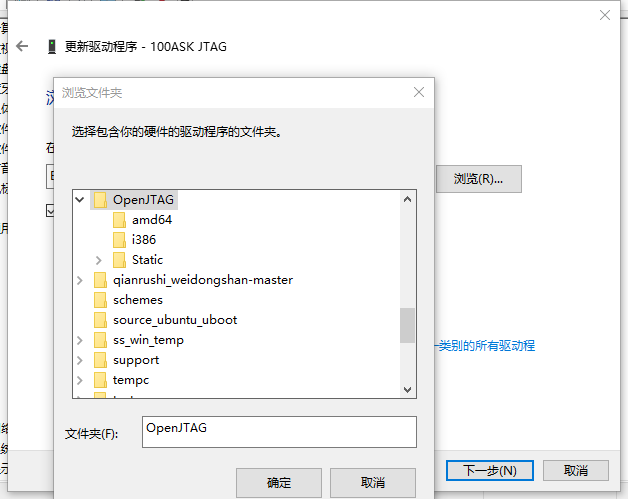 更新驱动程序 - 100ASK JTAG
浏览文件夹
选择包含你的硬件的驱动程序的文件夹。
浏览(R)...
OpenJTAG
amd64
i386
Static
qianrushi_weidongshan-master
schemes
source_ubuntu_uboot
ss_win_temp
support
tempc
类别的所有驱动程
文件夹(F):
OpenJTAG
确定
取消
下一步(N)
取消